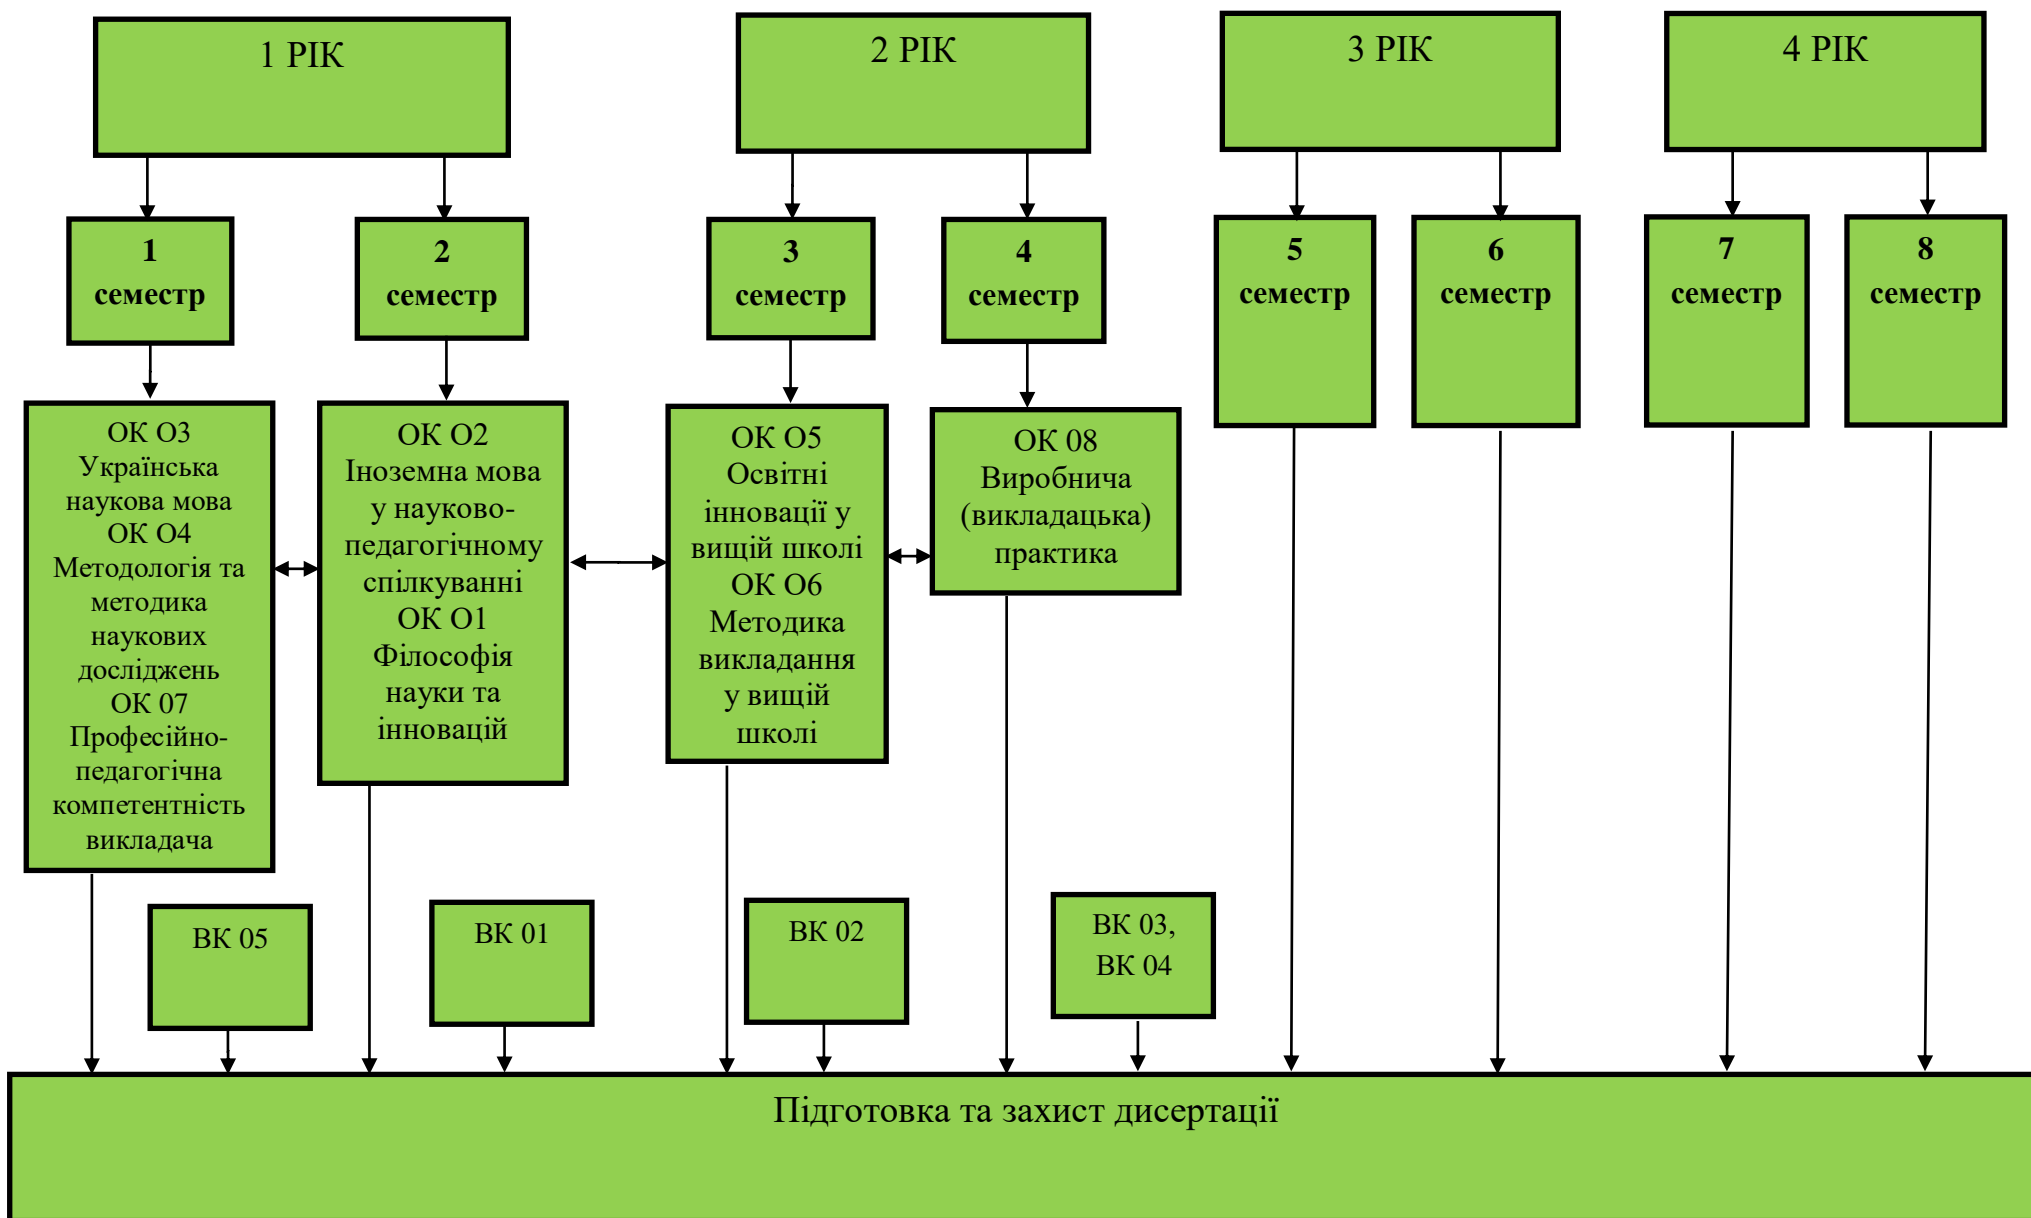 1 РІК
2 РІК
3 РІК
4 РІК
1
семестр
2
семестр
3
семестр
4
семестр
5
семестр
6
семестр
7
семестр
8
семестр
ОК О3
Українська
наукова мова
ОК О4
Методологія та
методика
наукових
досліджень
ОК 07
Професійно-
педагогічна
компетентність
викладача
ОК О2
Іноземна мова
у науково-
педагогічному
спілкуванні
ОК О1
Філософія
науки та
інновацій
ОК О5
Освітні
інновації у
вищій школі
ОК О6
Методика
викладання
у вищій
школі
ОК 08
Виробнича
(викладацька)
практика
ВК 05
ВК 01
ВК 02
ВК 03,
ВК 04
Підготовка та захист дисертації